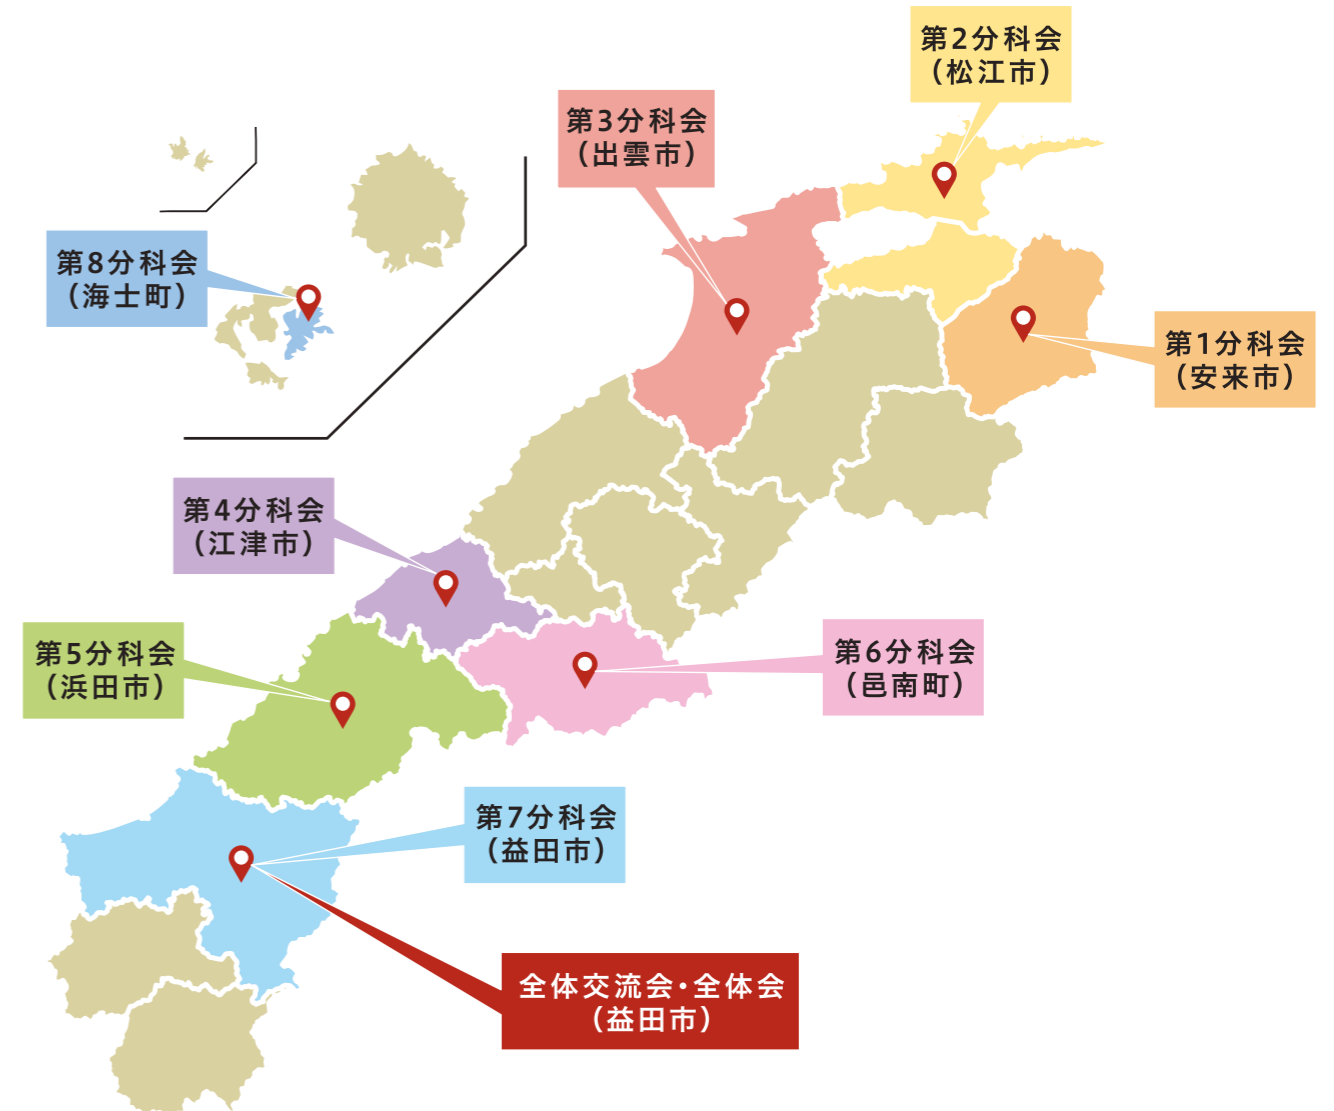 第2分科会
（松江市）
第3分科会
（出雲市）
第8分科会
（海士町）
第1分科会
（安来市）
第4分科会
（江津市）
第5分科会
（浜田市）
第6分科会
（邑南町）
第7分科会
（益田市）
全体交流会・全体会
（益田市）